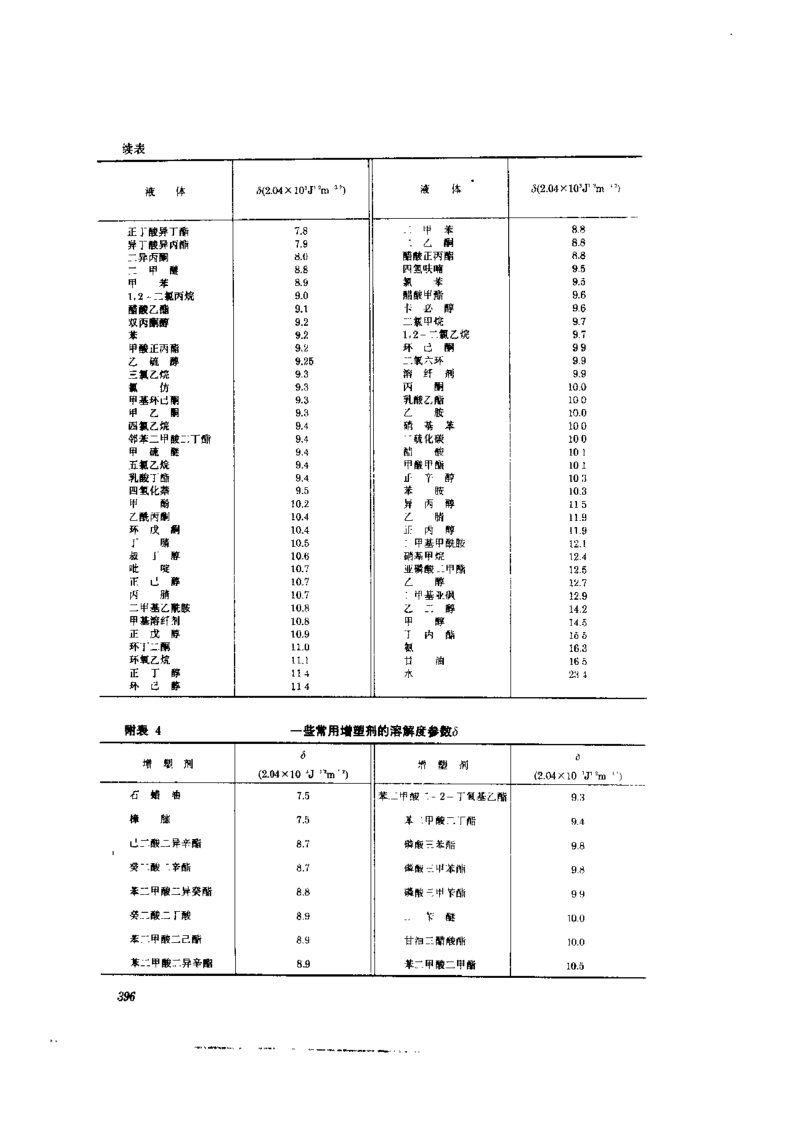 续表
液 体 δ(2.04×10³J¹ᐟ²m⁻³ᐟ²) 液 体 δ(2.04×10³J¹ᐟ²m⁻³ᐟ²)
正丁酸异丁酯 7.8 二 甲 苯 8.8
异丁酸异丙酯 7.9 二 乙 酮 8.8
二异丙酮 8.0 醋酸正丙酯 8.8
二 甲 醚 8.8 四氢呋喃 9.5
甲 苯 8.9 氯 苯 9.5
1,2-二氯丙烷 9.0 醋酸甲酯 9.6
醋酸乙酯 9.1 卡 必 醇 9.6
双丙酮醇 9.2 二氯甲烷 9.7
苯 9.2 1,2-二氯乙烷 9.7
甲酸正丙酯 9.2 环 己 酮 9.9
乙 硫 醇 9.25 二氧六环 9.9
三氯乙烷 9.3 溶 纤 剂 9.9
氯 仿 9.3 丙 酮 10.0
甲基环己酮 9.3 乳酸乙酯 10.0
甲 乙 酮 9.3 乙 胺 10.0
四氯乙烷 9.4 硝 基 苯 10.0
邻苯二甲酸二丁酯 9.4 二硫化碳 10.0
甲 硫 醚 9.4 醋 酸 10.1
五氯乙烷 9.4 甲酸甲酯 10.1
乳酸丁酯 9.4 正 辛 醇 10.3
四氢化萘 9.5 苯 胺 10.3
甲 酚 10.2 异 丙 醇 11.5
乙酰丙酮 10.4 乙 腈 11.9
环 戊 酮 10.4 正 丙 醇 11.9
丁 腈 10.5 二甲基甲酰胺 12.1
叔 丁 醇 10.6 硝基甲烷 12.4
吡 啶 10.7 亚磷酸二甲酯 12.5
正 己 醇 10.7 乙 醇 12.7
丙 腈 10.7 二甲基亚砜 12.9
二甲基乙酰胺 10.8 乙 二 醇 14.2
甲基溶纤剂 10.8 甲 醇 14.5
正 戊 醇 10.9 丁 内 酯 15.5
环丁二酮 11.0 氨 16.3
环氧乙烷 11.1 甘 油 16.5
正 丁 醇 11.4 水 23.4
环 己 醇 11.4
附表 4 一些常用增塑剂的溶解度参数δ
增 塑 剂 δ 增 塑 剂 δ
(2.04×10³J¹ᐟ²m⁻³ᐟ²) (2.04×10³J¹ᐟ²m⁻³ᐟ²)
石 蜡 油 7.5 苯二甲酸二-2-丁氧基乙酯 9.3
樟 脑 7.5 苯二甲酸二丁酯 9.4
己二酸二异辛酯 8.7 磷酸三苯酯 9.8
癸二酸二辛酯 8.7 磷酸三甲苯酯 9.8
苯二甲酸二异癸酯 8.8 磷酸三甲苄酯 9.9
癸二酸二丁酸 8.9 二 苄 醚 10.0
苯二甲酸二己酯 8.9 甘油三醋酸酯 10.0
苯二甲酸二异辛酯 8.9 苯二甲酸二甲酯 10.5
396